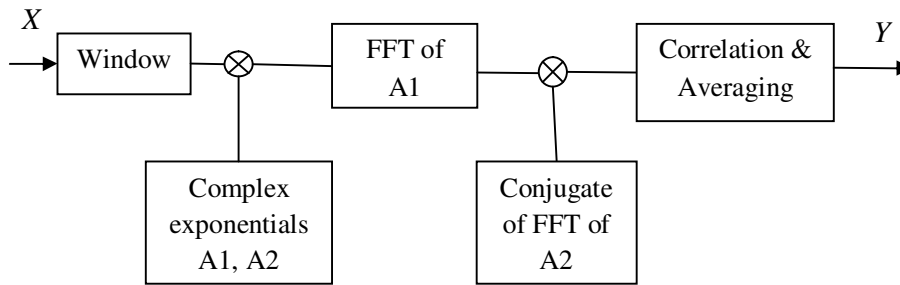 X
Window
FFT of
A1
Correlation &
Averaging
Y
Complex
exponentials
A1, A2
Conjugate
of FFT of
A2